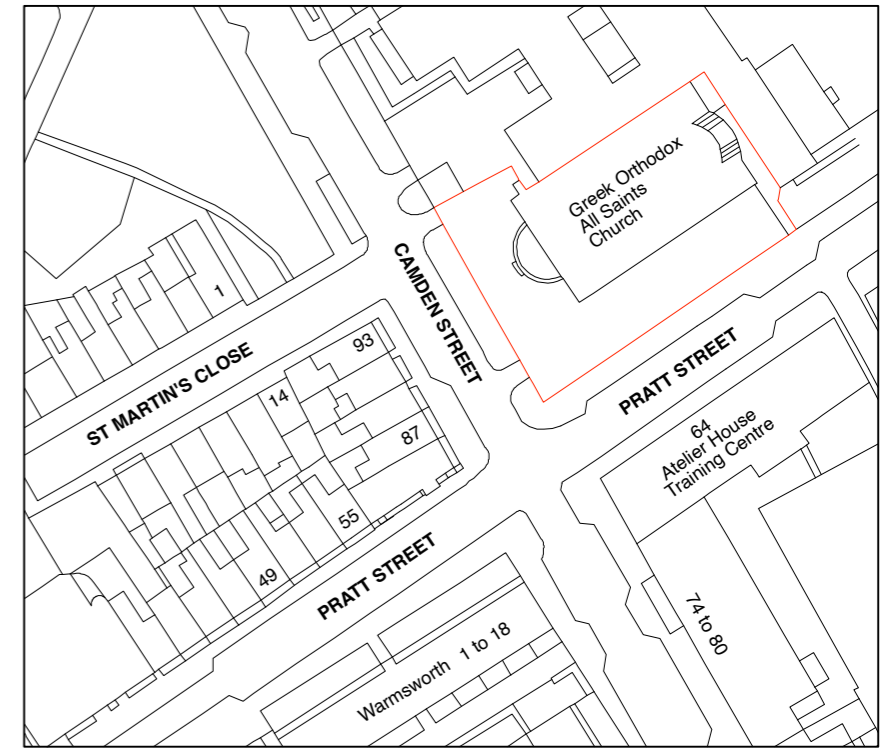 Greek Orthodox
All Saints
Church
CAMDEN STREET
1
ST MARTIN'S CLOSE
93
14
87
55
49
PRATT STREET
PRATT STREET
64
Atelier House
Training Centre
74 to 80
Warmsworth 1 to 18